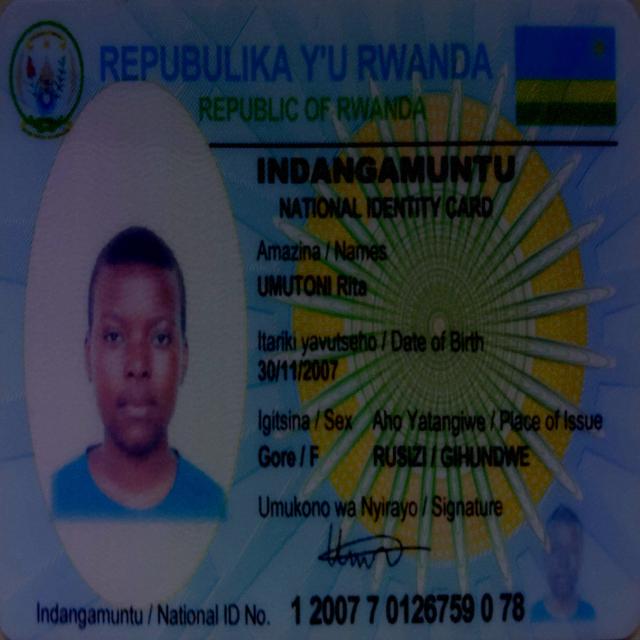 REPUBULIKA Y'U RWANDA
REPUBLIC OF RWANDA
INDANGAMUNTU
NATIONAL IDENTITY CARD
Amazina / Names
UMUTONI Rita
Itariki yavutseho / Date of Birth
30/11/2007
Igitsina / Sex Aho Yatangiwe / Place of Issue
Gore / F RUSIZI / GIHUNDWE
Umukono wa Nyirayo / Signature
Indangamuntu / National ID No. 1 2007 7 0126759 0 78